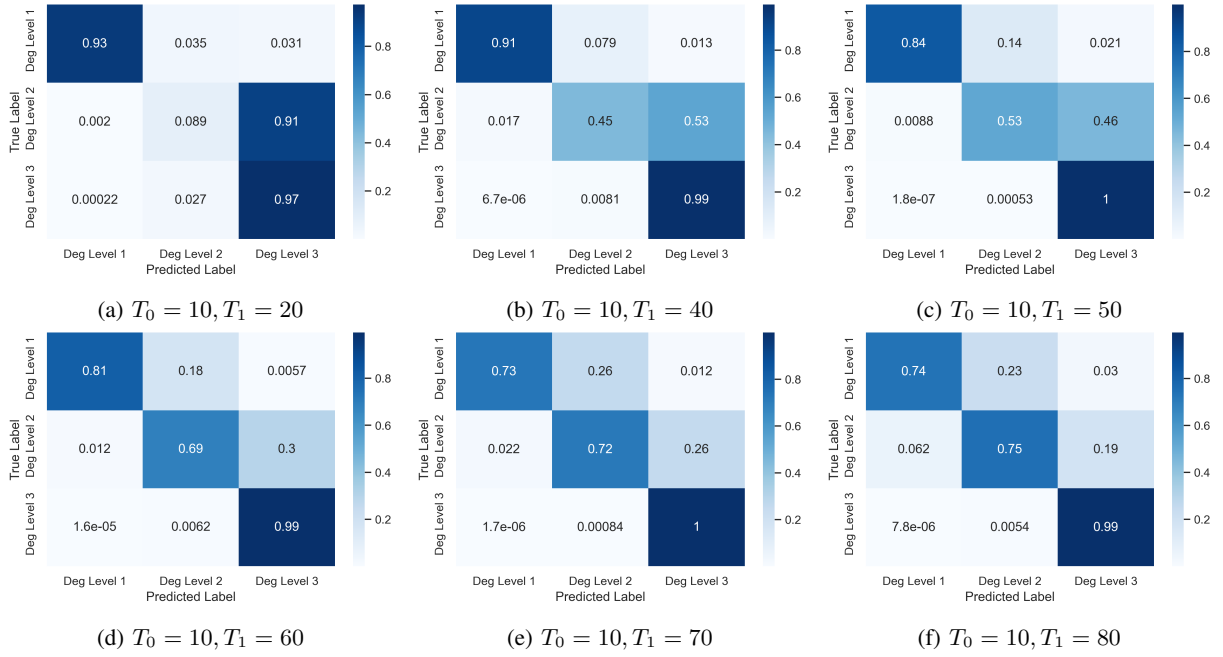 Deg Level 1
0.93
0.035
0.031
0.8
0.6
True Label
Deg Level 2
0.002
0.089
0.91
0.4
Deg Level 3
0.00022
0.027
0.97
0.2
Deg Level 1
Deg Level 2
Deg Level 3
Predicted Label
(a) T₀ = 10, T₁ = 20
Deg Level 1
0.91
0.079
0.013
0.8
0.6
True Label
Deg Level 2
0.017
0.45
0.53
0.4
Deg Level 3
6.7e-06
0.0081
0.99
0.2
Deg Level 1
Deg Level 2
Deg Level 3
Predicted Label
(b) T₀ = 10, T₁ = 40
Deg Level 1
0.84
0.14
0.021
0.8
0.6
True Label
Deg Level 2
0.0088
0.53
0.46
0.4
Deg Level 3
1.8e-07
0.00053
1
0.2
Deg Level 1
Deg Level 2
Deg Level 3
Predicted Label
(c) T₀ = 10, T₁ = 50
Deg Level 1
0.81
0.18
0.0057
0.8
0.6
True Label
Deg Level 2
0.012
0.69
0.3
0.4
Deg Level 3
1.6e-05
0.0062
0.99
0.2
Deg Level 1
Deg Level 2
Deg Level 3
Predicted Label
(d) T₀ = 10, T₁ = 60
Deg Level 1
0.73
0.26
0.012
0.8
0.6
True Label
Deg Level 2
0.022
0.72
0.26
0.4
Deg Level 3
1.7e-06
0.00084
1
0.2
Deg Level 1
Deg Level 2
Deg Level 3
Predicted Label
(e) T₀ = 10, T₁ = 70
Deg Level 1
0.74
0.23
0.03
0.8
0.6
True Label
Deg Level 2
0.062
0.75
0.19
0.4
Deg Level 3
7.8e-06
0.0054
0.99
0.2
Deg Level 1
Deg Level 2
Deg Level 3
Predicted Label
(f) T₀ = 10, T₁ = 80